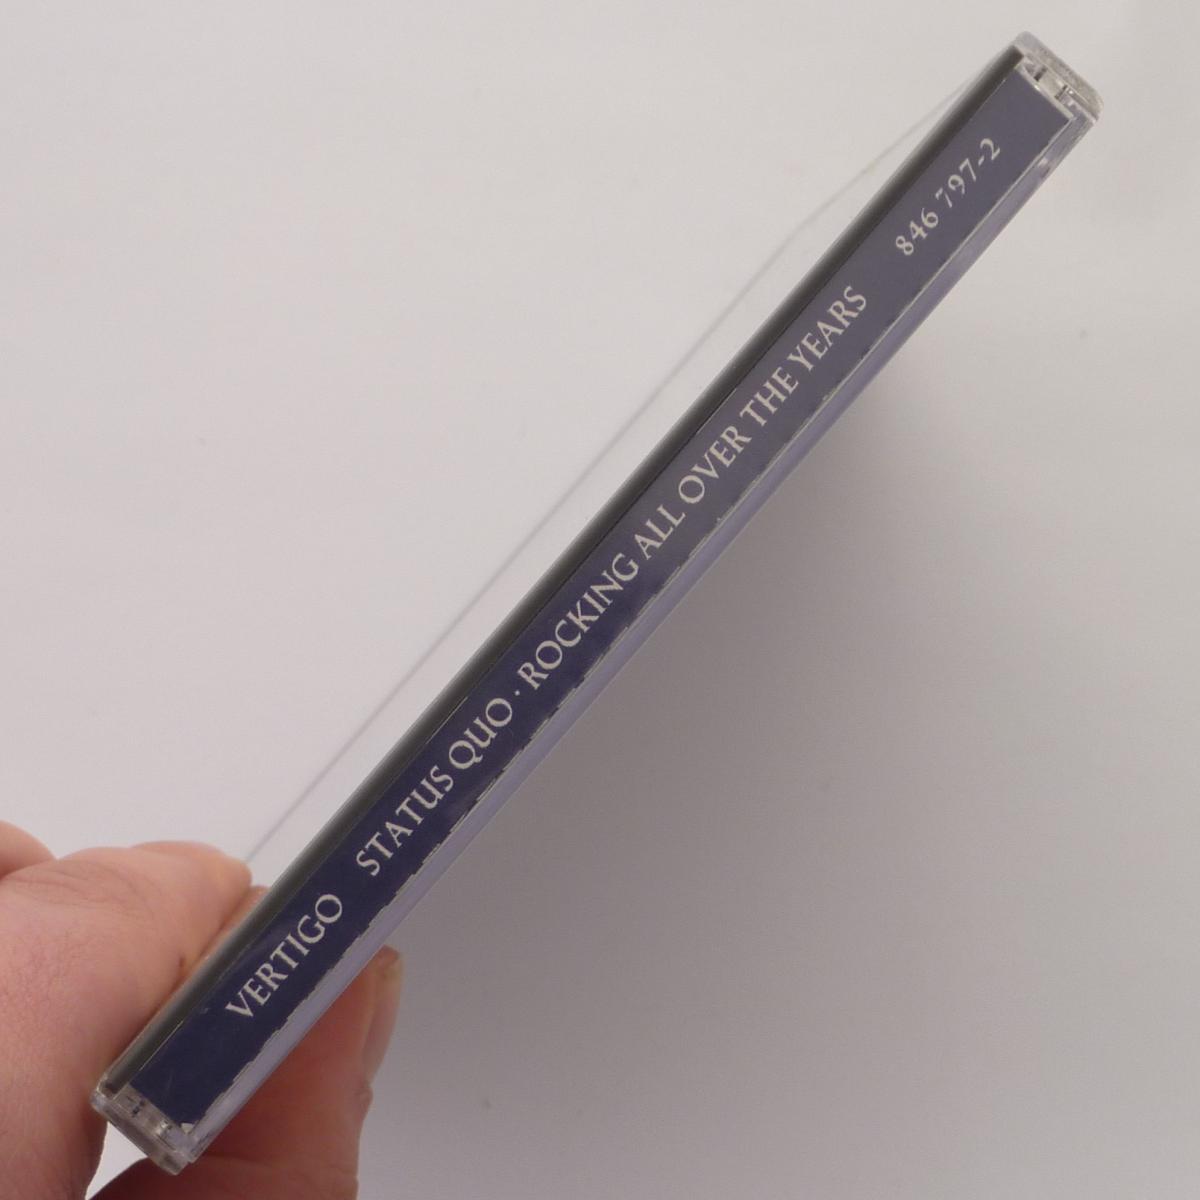 VERTIGO STATUS QUO · ROCKING ALL OVER THE YEARS 846 797-2